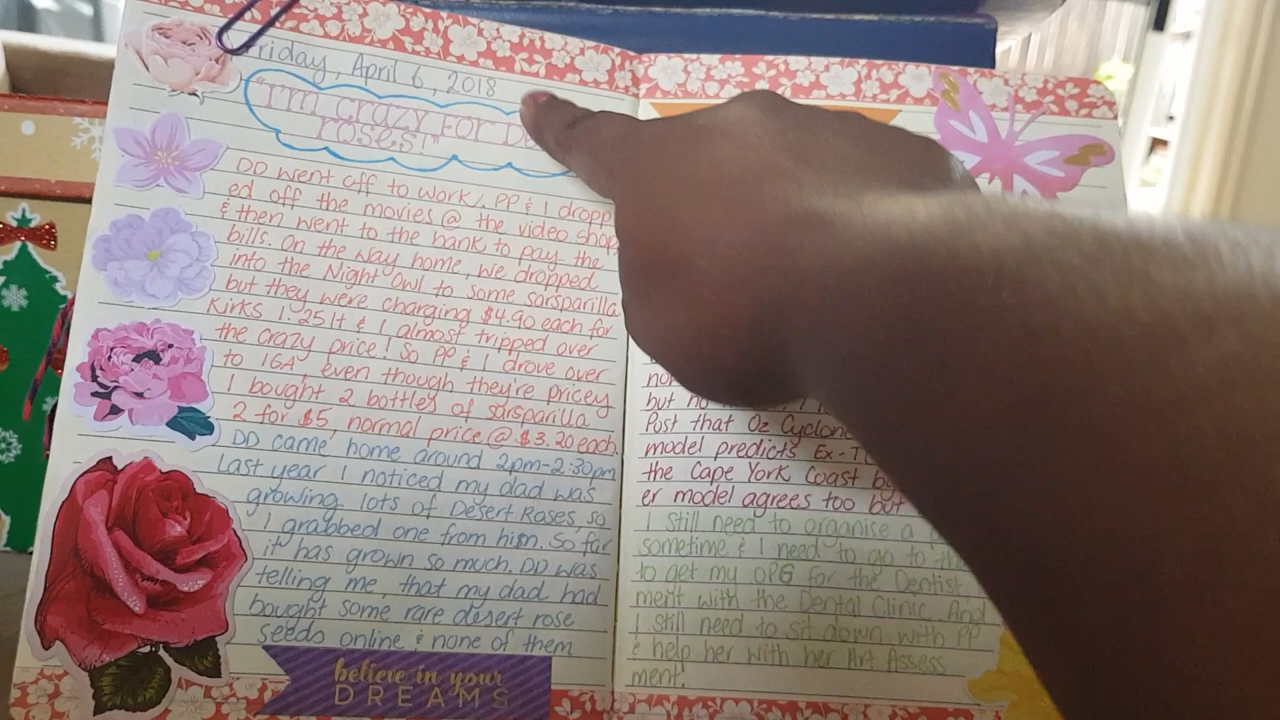 Friday, April 6, 2018
"I'm crazy for De
roses!"
DD went off to work, PP & I dropp
ed off the movies @ the video shop
& then went to the bank to pay the
bills. On the way home, we dropped
into the Night Owl to some sarsparilla
but they were charging $4.90 each for
Kirks 1.25lt & I almost tripped over
the crazy price! So PP & I drove over
to IGA, even though they're pricey
I bought 2 bottles of sarsparilla
2 for $5 normal price @ $3.20 each.
DD came home around 2pm-2:30pm
Last year I noticed my dad was
growing lots of Desert Roses, so
I grabbed one from him. So far
it has grown so much. DD was
telling me, that my dad had
bought some rare desert rose
seeds online & none of them
believe in your
DREAMS
but no
Post that Oz Cyclone
model predicts Ex-T
the Cape York Coast by
er model agrees too but
I still need to organise a
sometime & I need to go to the
to get my OPG for the Dentist
ment with the Dental Clinic. And
I still need to sit down with PP
& help her with her Art Assess
ment.